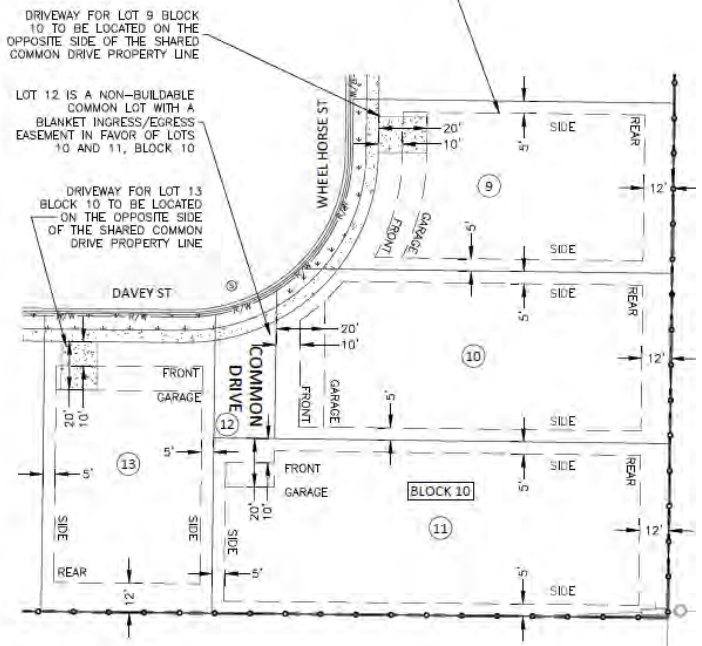 DRIVEWAY FOR LOT 9 BLOCK
10 TO BE LOCATED ON THE
OPPOSITE SIDE OF THE SHARED
COMMON DRIVE PROPERTY LINE
LOT 12 IS A NON-BUILDABLE
COMMON LOT WITH A
BLANKET INGRESS/EGRESS
EASEMENT IN FAVOR OF LOTS
10 AND 11, BLOCK 10
DRIVEWAY FOR LOT 13
BLOCK 10 TO BE LOCATED
ON THE OPPOSITE SIDE
OF THE SHARED COMMON
DRIVE PROPERTY LINE
WHEEL HORSE ST
R/W
20'
10'
5'
SIDE
REAR
9
12'
GARAGE
FRONT
5'
SIDE
DAVEY ST
S
R/W
R/W
R/W
5'
SIDE
REAR
20'
10'
10
12'
COMMON
DRIVE
FRONT
GARAGE
5'
SIDE
FRONT
GARAGE
20'
10'
12
13
5'
5'
SIDE
SIDE
REAR
12'
FRONT
GARAGE
20'
10'
5'
SIDE
REAR
BLOCK 10
11
12'
SIDE
5'
5'
SIDE